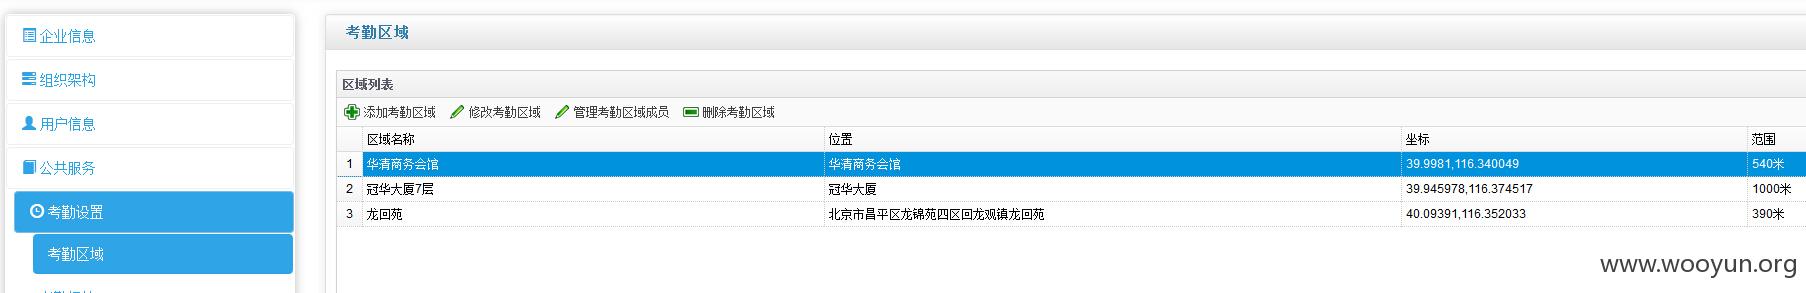 企业信息
组织架构
用户信息
公共服务
考勤设置
考勤区域
考勤区域
区域列表
添加考勤区域 修改考勤区域 管理考勤区域成员 删除考勤区域
区域名称 位置 坐标 范围
1 华清商务会馆 华清商务会馆 39.9981,116.340049 540米
2 冠华大厦7层 冠华大厦 39.945978,116.374517 1000米
3 龙回苑 北京市昌平区龙锦苑四区回龙观镇龙回苑 40.09391,116.352033 390米
www.wooyun.org